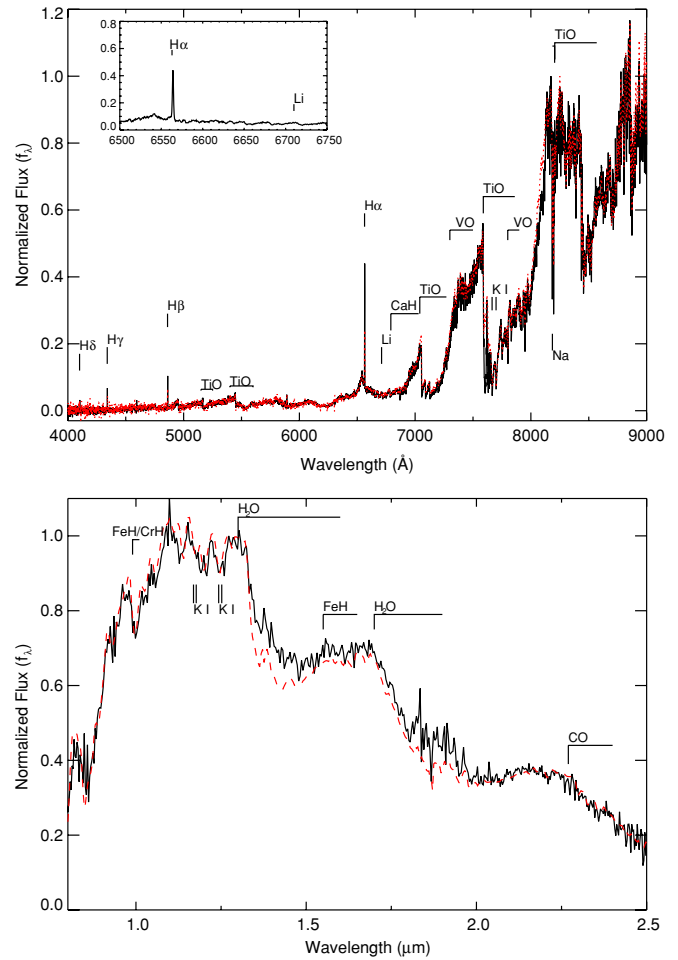 Normalized Flux (fλ)
1.2
1.0
0.8
0.6
0.4
0.2
0.0
0.8
0.6
0.4
0.2
0.0
Hα
Li
6500 6550 6600 6650 6700 6750
TiO
TiO
Hα
VO
VO
K I
Hβ
CaH
TiO
Hγ
Hδ
Li
Na
TiO
TiO
4000 5000 6000 7000 8000 9000
Wavelength (Å)
Normalized Flux (fλ)
1.0
0.8
0.6
0.4
0.2
H₂O
FeH/CrH
K I
K I
FeH
H₂O
CO
1.0 1.5 2.0 2.5
Wavelength (μm)